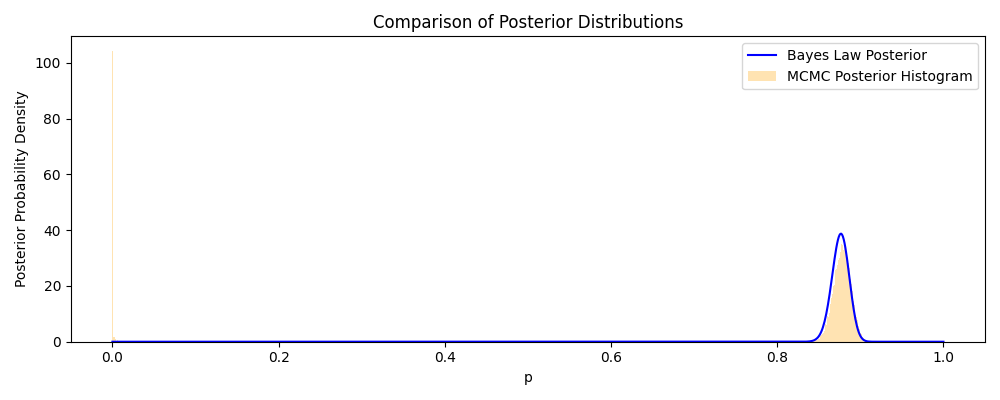 Comparison of Posterior Distributions
Bayes Law Posterior
MCMC Posterior Histogram
Posterior Probability Density
100
80
60
40
20
0
0.0 0.2 0.4 0.6 0.8 1.0
p